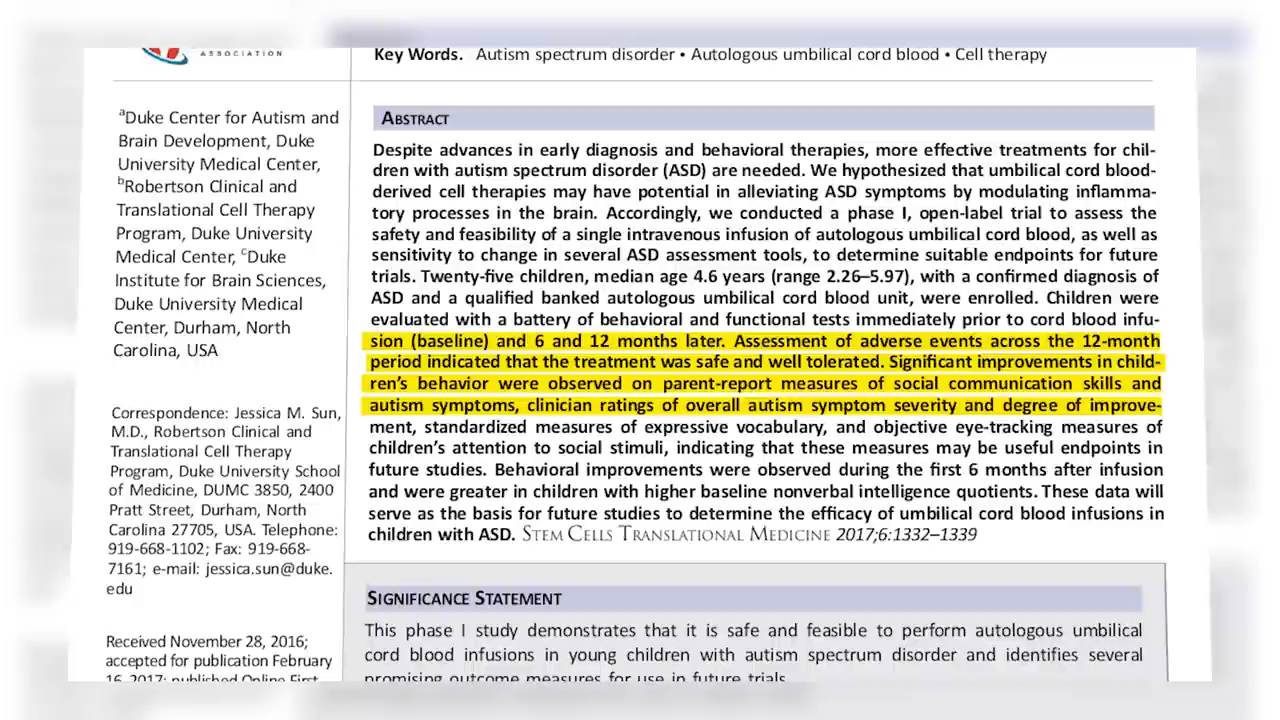 ASSOCIATION
Key Words. Autism spectrum disorder • Autologous umbilical cord blood • Cell therapy
aDuke Center for Autism and
Brain Development, Duke
University Medical Center,
bRobertson Clinical and
Translational Cell Therapy
Program, Duke University
Medical Center, cDuke
Institute for Brain Sciences,
Duke University Medical
Center, Durham, North
Carolina, USA
Correspondence: Jessica M. Sun,
M.D., Robertson Clinical and
Translational Cell Therapy
Program, Duke University School
of Medicine, DUMC 3850, 2400
Pratt Street, Durham, North
Carolina 27705, USA. Telephone:
919-668-1102; Fax: 919-668-
7161; e-mail: jessica.sun@duke.
edu
Received November 28, 2016;
accepted for publication February
16, 2017; published Online First
ABSTRACT
Despite advances in early diagnosis and behavioral therapies, more effective treatments for chil-
dren with autism spectrum disorder (ASD) are needed. We hypothesized that umbilical cord blood-
derived cell therapies may have potential in alleviating ASD symptoms by modulating inflamma-
tory processes in the brain. Accordingly, we conducted a phase I, open-label trial to assess the
safety and feasibility of a single intravenous infusion of autologous umbilical cord blood, as well as
sensitivity to change in several ASD assessment tools, to determine suitable endpoints for future
trials. Twenty-five children, median age 4.6 years (range 2.26–5.97), with a confirmed diagnosis of
ASD and a qualified banked autologous umbilical cord blood unit, were enrolled. Children were
evaluated with a battery of behavioral and functional tests immediately prior to cord blood infu-
sion (baseline) and 6 and 12 months later. Assessment of adverse events across the 12-month
period indicated that the treatment was safe and well tolerated. Significant improvements in child-
ren's behavior were observed on parent-report measures of social communication skills and
autism symptoms, clinician ratings of overall autism symptom severity and degree of improve-
ment, standardized measures of expressive vocabulary, and objective eye-tracking measures of
children's attention to social stimuli, indicating that these measures may be useful endpoints in
future studies. Behavioral improvements were observed during the first 6 months after infusion
and were greater in children with higher baseline nonverbal intelligence quotients. These data will
serve as the basis for future studies to determine the efficacy of umbilical cord blood infusions in
children with ASD. STEM CELLS TRANSLATIONAL MEDICINE 2017;6:1332–1339
SIGNIFICANCE STATEMENT
This phase I study demonstrates that it is safe and feasible to perform autologous umbilical
cord blood infusions in young children with autism spectrum disorder and identifies several
promising outcome measures for use in future trials.